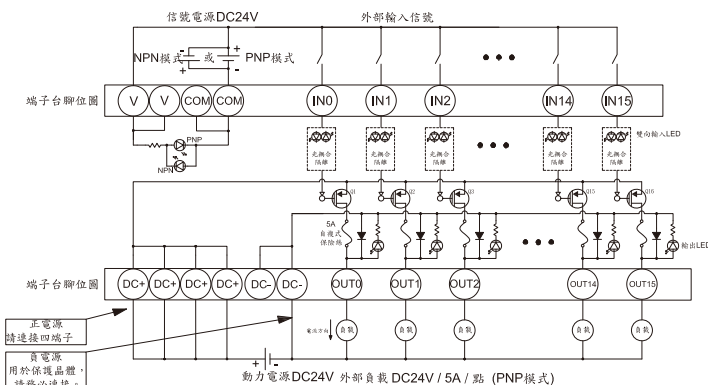 信號電源DC24V
外部輸入信號
NPN模式
或
PNP模式
端子台腳位圖
V
V
COM
COM
IN0
IN1
IN2
IN14
IN15
PNP
NPN
光耦合
隔離
光耦合
隔離
光耦合
隔離
光耦合
隔離
光耦合
隔離
雙向輸入LED
Q1
Q2
Q3
Q15
Q16
5A
自復式
保險絲
輸出LED
端子台腳位圖
DC+
DC+
DC+
DC+
DC-
DC-
OUT0
OUT1
OUT2
OUT14
OUT15
正電源
請連接四端子
電流方向
負載
負載
負載
負載
負載
負電源
用於保護晶體，
請務必連接。
動力電源DC24V 外部負載 DC24V / 5A / 點 (PNP模式)